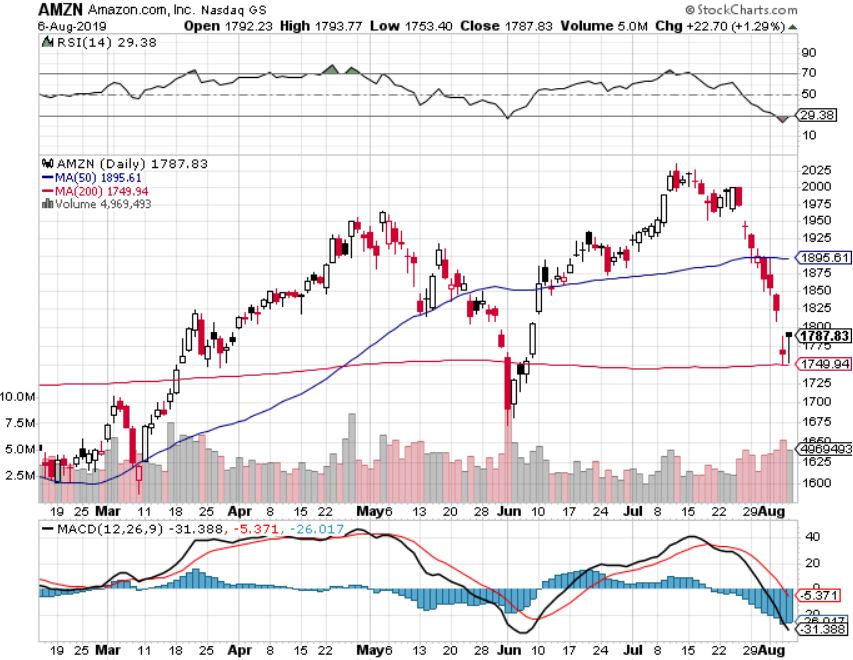 AMZN Amazon.com, Inc. Nasdaq GS © StockCharts.com
6-Aug-2019 Open 1792.23 High 1793.77 Low 1753.40 Close 1787.83 Volume 5.0M Chg +22.70 (+1.29%)
RSI(14) 29.38
90
70
50
29.38
10
AMZN (Daily) 1787.83
MA(50) 1895.61
MA(200) 1749.94
Volume 4,969,493
2025
2000
1975
1950
1925
1895.61
1875
1850
1825
1800
1787.83
1775
1749.94
1725
1700
1675
1650
4969493
1625
1600
10.0M
7.5M
5.0M
2.5M
19 25 Mar 11 18 25 Apr 8 15 22 May 6 13 20 28 Jun 10 17 24 Jul 8 15 22 29 Aug
MACD(12,26,9) -31.388, -5.371, -26.017
40
20
0
-5.371
-26.017
-31.388
19 25 Mar 11 18 25 Apr 8 15 22 May 6 13 20 28 Jun 10 17 24 Jul 8 15 22 29 Aug